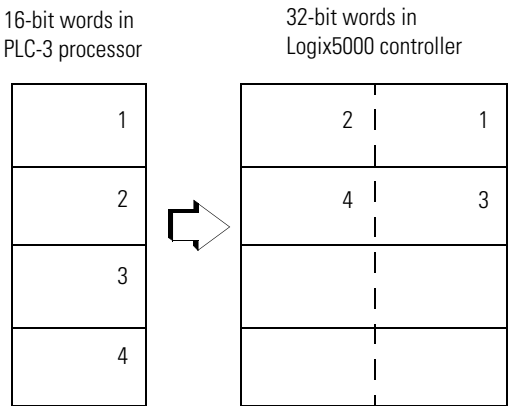 16-bit words in
PLC-3 processor
32-bit words in
Logix5000 controller
1
2
3
4
2 1
4 3